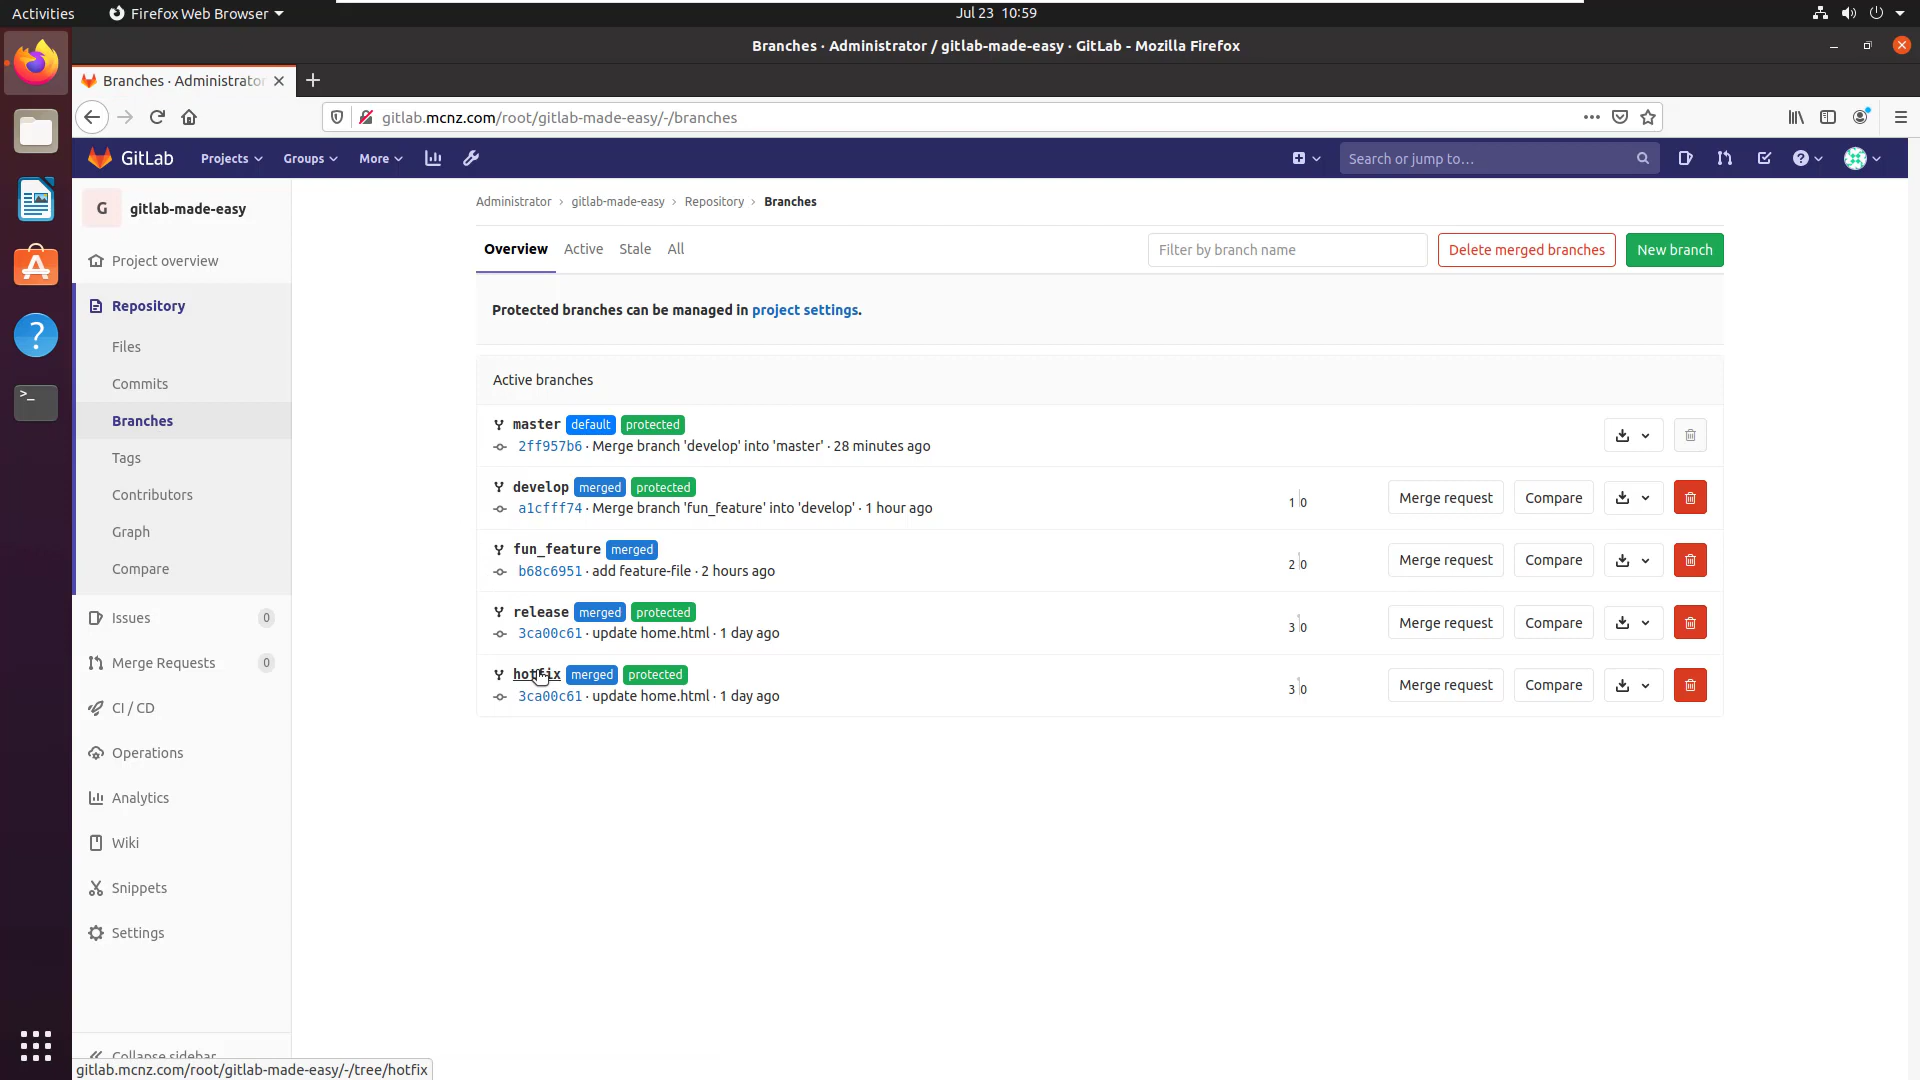 Activities Firefox Web Browser Jul 23 10:59
Branches · Administrator / gitlab-made-easy · GitLab - Mozilla Firefox
Branches · Administrator
gitlab.mcnz.com/root/gitlab-made-easy/-/branches
GitLab Projects Groups More Search or jump to…
G gitlab-made-easy
Project overview
Repository
Files
Commits
Branches
Tags
Contributors
Graph
Compare
Issues 0
Merge Requests 0
CI / CD
Operations
Analytics
Wiki
Snippets
Settings
Collapse sidebar
Administrator › gitlab-made-easy › Repository › Branches
Overview Active Stale All Filter by branch name Delete merged branches New branch
Protected branches can be managed in project settings.
Active branches
master default protected
2ff957b6 · Merge branch 'develop' into 'master' · 28 minutes ago
develop merged protected
a1cfff74 · Merge branch 'fun_feature' into 'develop' · 1 hour ago
1 0 Merge request Compare
fun_feature merged
b68c6951 · add feature-file · 2 hours ago
2 0 Merge request Compare
release merged protected
3ca00c61 · update home.html · 1 day ago
3 0 Merge request Compare
hotfix merged protected
3ca00c61 · update home.html · 1 day ago
3 0 Merge request Compare
gitlab.mcnz.com/root/gitlab-made-easy/-/tree/hotfix